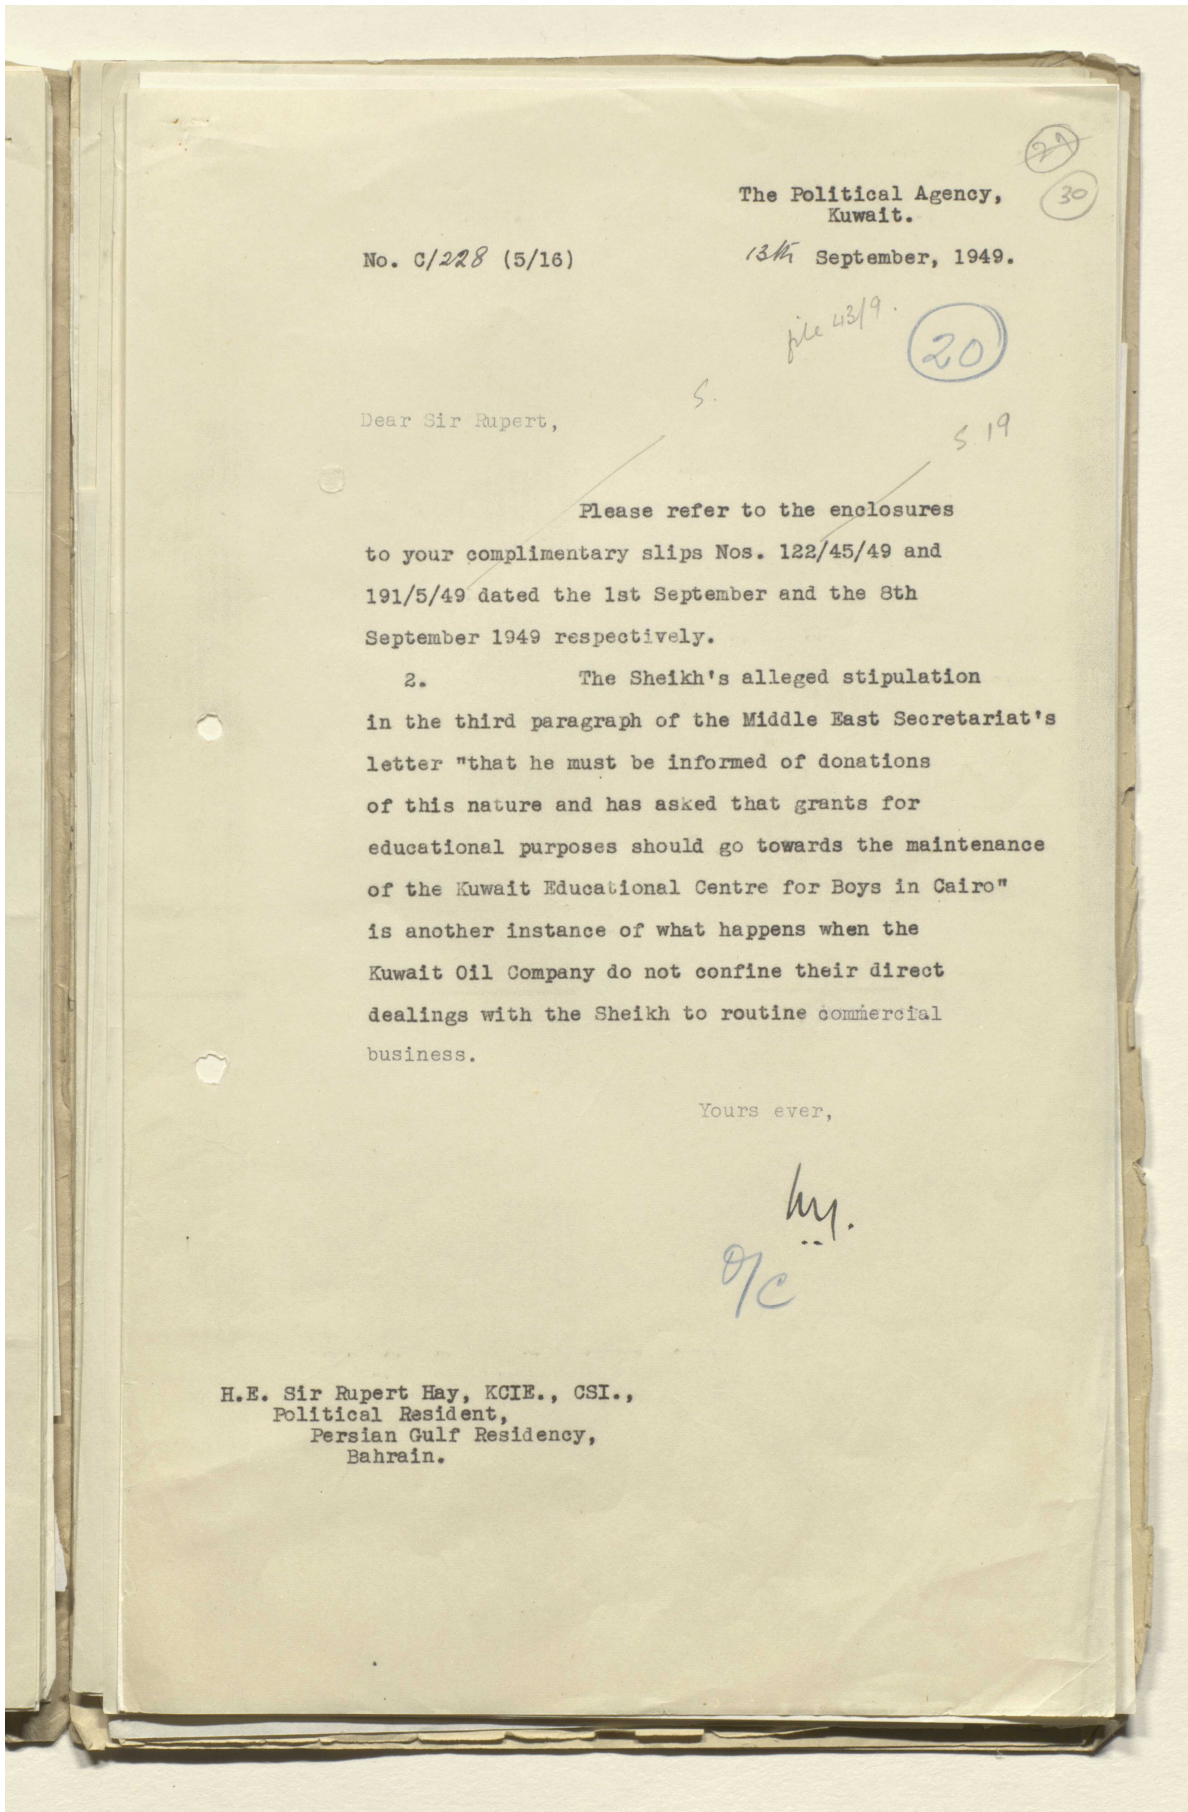 27
30
The Political Agency,
Kuwait.
No. C/228 (5/16)
13th September, 1949.
file 43/9.
20
S.
Dear Sir Rupert,
S. 19
Please refer to the enclosures
to your complimentary slips Nos. 122/45/49 and
191/5/49 dated the 1st September and the 8th
September 1949 respectively.
2. The Sheikh's alleged stipulation
in the third paragraph of the Middle East Secretariat's
letter "that he must be informed of donations
of this nature and has asked that grants for
educational purposes should go towards the maintenance
of the Kuwait Educational Centre for Boys in Cairo"
is another instance of what happens when the
Kuwait Oil Company do not confine their direct
dealings with the Sheikh to routine commercial
business.
Yours ever,
O/C
H.E. Sir Rupert Hay, KCIE., CSI.,
Political Resident,
Persian Gulf Residency,
Bahrain.